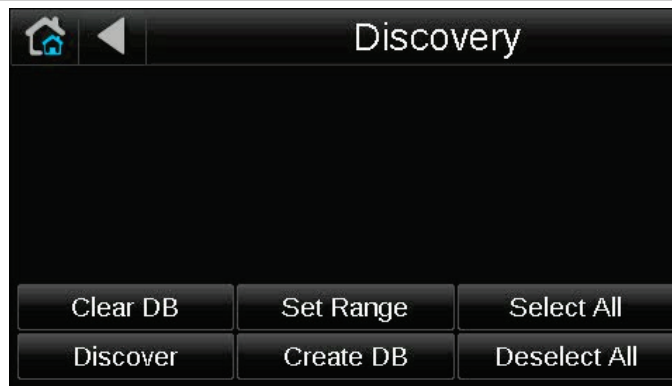 Discovery
Clear DB Set Range Select All
Discover Create DB Deselect All